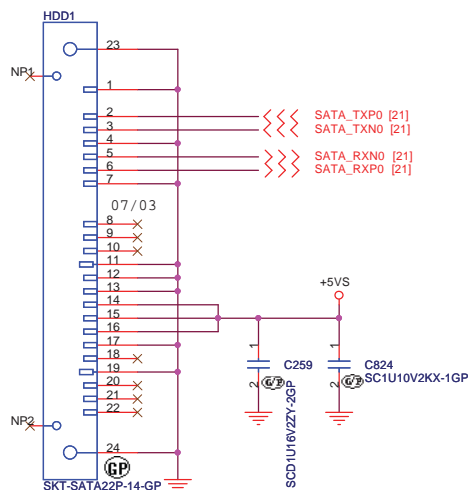 HDD1
23
NP1
1
2 SATA_TXP0 [21]
3 SATA_TXN0 [21]
4
5 SATA_RXN0 [21]
6 SATA_RXP0 [21]
7
07/03
8
9
10
11
12
13
14
15
16
17
18
19
20
21
22
NP2
24
GP
SKT-SATA22P-14-GP
+5VS
1
C259
2
G/P
SCD1U16V2ZY-2GP
1
C824
2
G/P
SC1U10V2KX-1GP